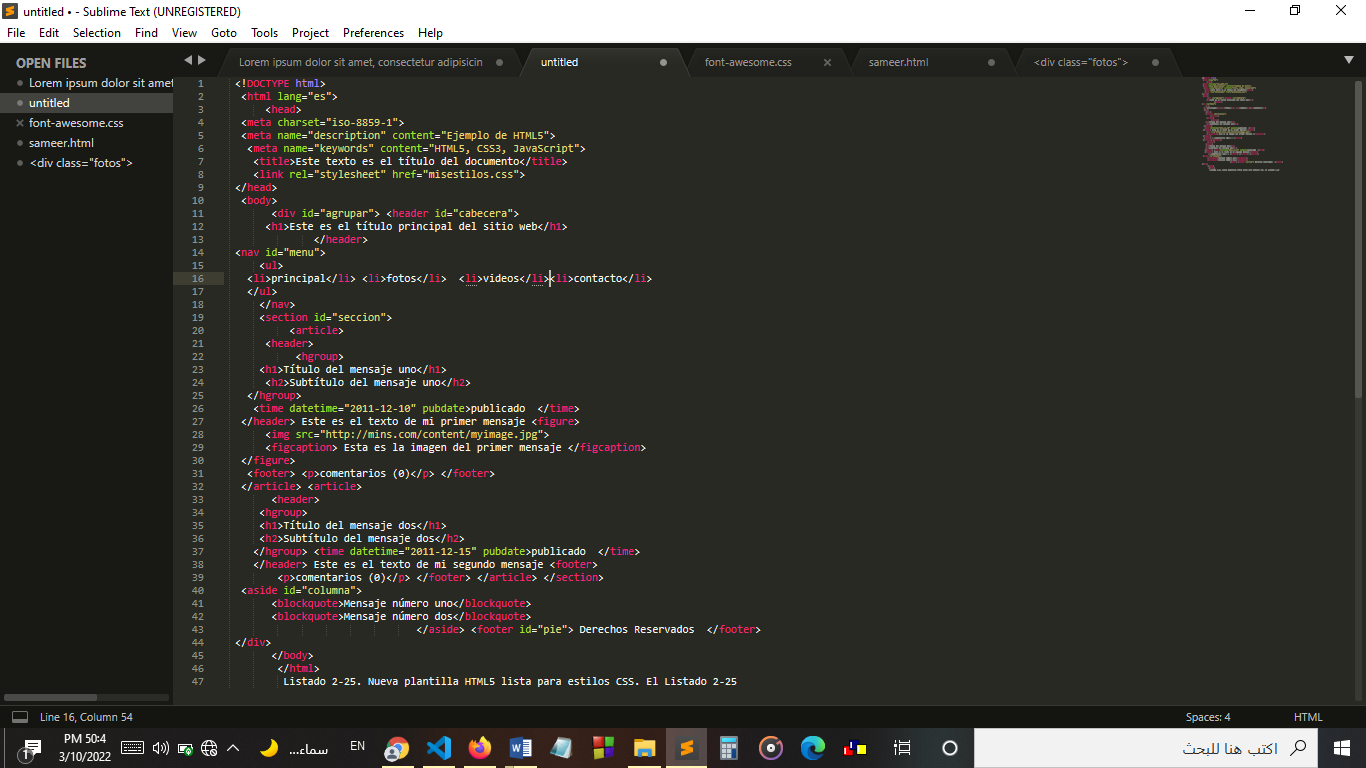 untitled • - Sublime Text (UNREGISTERED)
File Edit Selection Find View Goto Tools Project Preferences Help
OPEN FILES
Lorem ipsum dolor sit amet
untitled
font-awesome.css
sameer.html
<div class="fotos">
Lorem ipsum dolor sit amet, consectetur adipisicin
untitled
font-awesome.css
sameer.html
<div class="fotos">
1 <!DOCTYPE html>
2 <html lang="es">
3 <head>
4 <meta charset="iso-8859-1">
5 <meta name="description" content="Ejemplo de HTML5">
6 <meta name="keywords" content="HTML5, CSS3, JavaScript">
7 <title>Este texto es el título del documento</title>
8 <link rel="stylesheet" href="misestilos.css">
9 </head>
10 <body>
11 <div id="agrupar"> <header id="cabecera">
12 <h1>Este es el título principal del sitio web</h1>
13 </header>
14 <nav id="menu">
15 <ul>
16 <li>principal</li> <li>fotos</li> <li>videos</li><li>contacto</li>
17 </ul>
18 </nav>
19 <section id="seccion">
20 <article>
21 <header>
22 <hgroup>
23 <h1>Título del mensaje uno</h1>
24 <h2>Subtítulo del mensaje uno</h2>
25 </hgroup>
26 <time datetime="2011-12-10" pubdate>publicado </time>
27 </header> Este es el texto de mi primer mensaje <figure>
28 <img src="http://mins.com/content/myimage.jpg">
29 <figcaption> Esta es la imagen del primer mensaje </figcaption>
30 </figure>
31 <footer> <p>comentarios (0)</p> </footer>
32 </article> <article>
33 <header>
34 <hgroup>
35 <h1>Título del mensaje dos</h1>
36 <h2>Subtítulo del mensaje dos</h2>
37 </hgroup> <time datetime="2011-12-15" pubdate>publicado </time>
38 </header> Este es el texto de mi segundo mensaje <footer>
39 <p>comentarios (0)</p> </footer> </article> </section>
40 <aside id="columna">
41 <blockquote>Mensaje número uno</blockquote>
42 <blockquote>Mensaje número dos</blockquote>
43 </aside> <footer id="pie"> Derechos Reservados </footer>
44 </div>
45 </body>
46 </html>
47 Listado 2-25. Nueva plantilla HTML5 lista para estilos CSS. El Listado 2-25
Line 16, Column 54
Spaces: 4
HTML
PM 50:4
3/10/2022
1
سماء...
EN
اكتب هنا للبحث